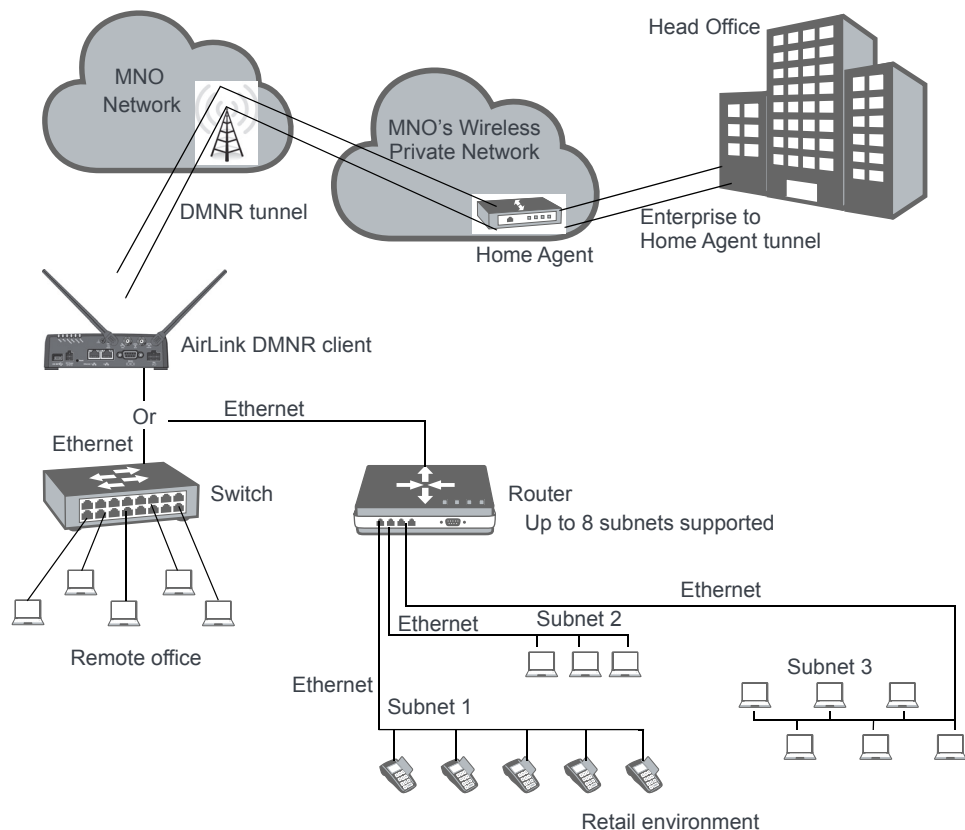 Head Office
MNO
Network
MNO's Wireless
Private Network
DMNR tunnel
Enterprise to
Home Agent tunnel
Home Agent
AirLink DMNR client
Or
Ethernet
Ethernet
Switch
Router
Up to 8 subnets supported
Ethernet
Ethernet
Subnet 2
Remote office
Subnet 3
Ethernet
Subnet 1
Retail environment